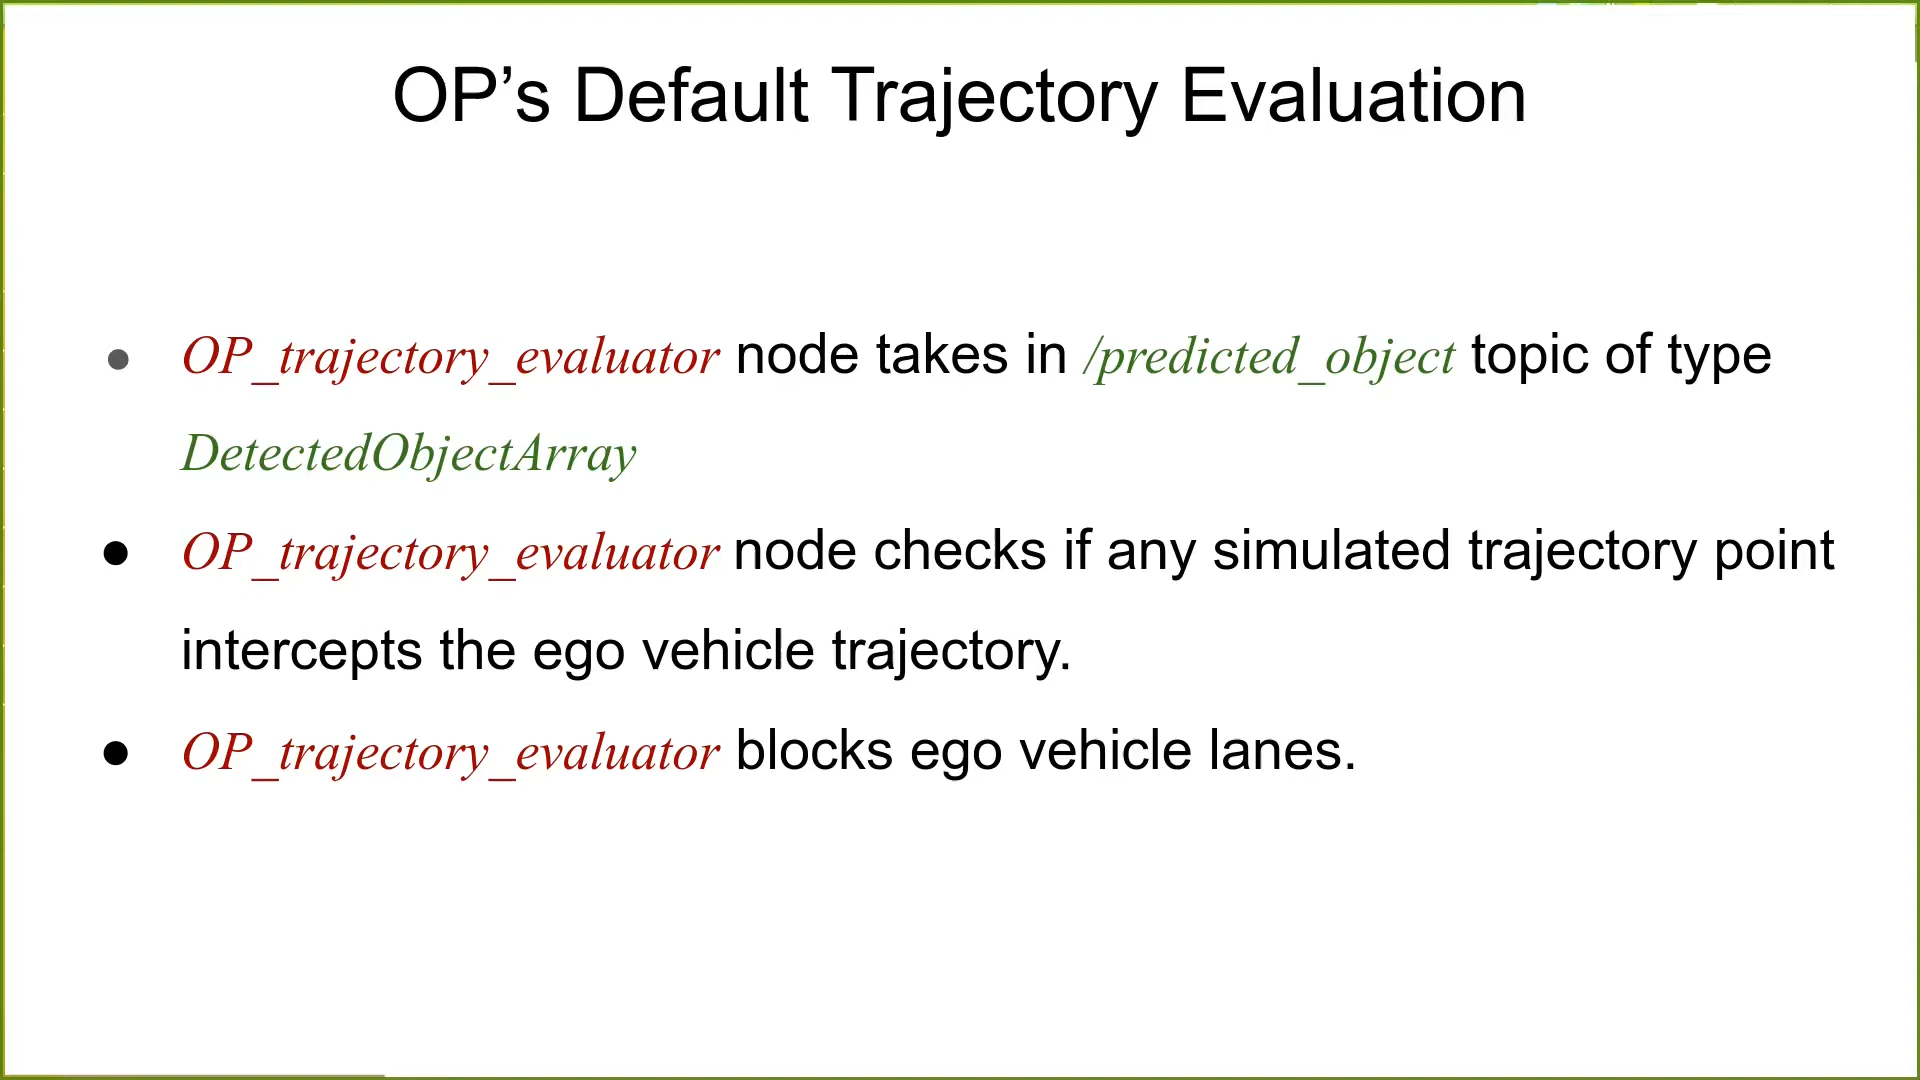 OP’s Default Trajectory Evaluation
● OP_trajectory_evaluator node takes in /predicted_object topic of type
DetectedObjectArray
● OP_trajectory_evaluator node checks if any simulated trajectory point
intercepts the ego vehicle trajectory.
● OP_trajectory_evaluator blocks ego vehicle lanes.